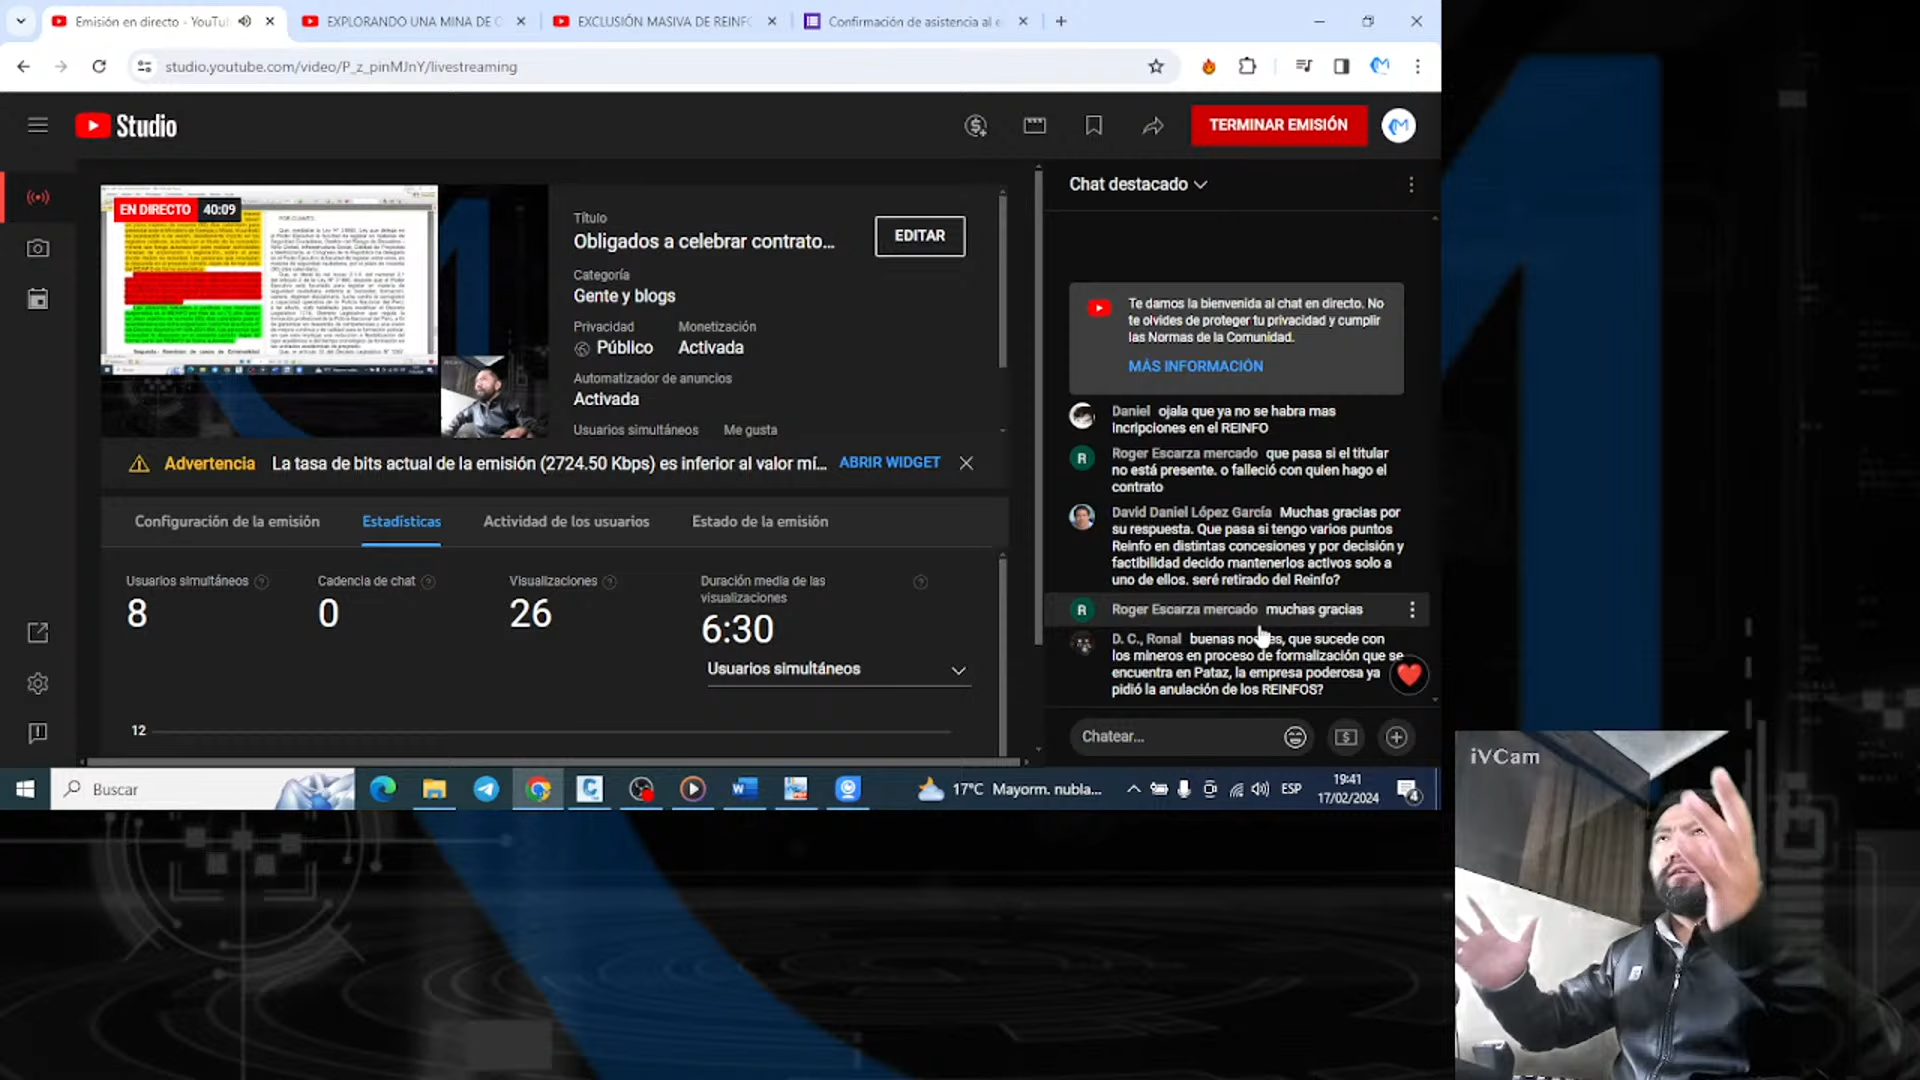 Emisión en directo - YouTu
EXPLORANDO UNA MINA DE
EXCLUSIÓN MASIVA DE REINFO
Confirmación de asistencia al e
studio.youtube.com/video/P_z_pinMJnY/livestreaming
Studio
TERMINAR EMISIÓN
EN DIRECTO 40:09
Título
Obligados a celebrar contrato...
EDITAR
Categoría
Gente y blogs
Privacidad Monetización
Público Activada
Automatizador de anuncios
Activada
Usuarios simultáneos Me gusta
Advertencia La tasa de bits actual de la emisión (2724.50 Kbps) es inferior al valor mí... ABRIR WIDGET
Configuración de la emisión Estadísticas Actividad de los usuarios Estado de la emisión
Usuarios simultáneos
8
Cadencia de chat
0
Visualizaciones
26
Duración media de las
visualizaciones
6:30
Usuarios simultáneos
12
Chat destacado
Te damos la bienvenida al chat en directo. No
te olvides de proteger tu privacidad y cumplir
las Normas de la Comunidad.
MÁS INFORMACIÓN
Daniel ojala que ya no se habra mas
incripciones en el REINFO
R
Roger Escarza mercado que pasa si el titular
no está presente. o falleció con quien hago el
contrato
David Daniel López García Muchas gracias por
su respuesta. Que pasa si tengo varios puntos
Reinfo en distintas concesiones y por decisión y
factibilidad decido mantenerlos activos solo a
uno de ellos. seré retirado del Reinfo?
R
Roger Escarza mercado muchas gracias
D. C., Ronal buenas noches, que sucede con
los mineros en proceso de formalización que se
encuentra en Pataz, la empresa poderosa ya
pidió la anulación de los REINFOS?
Chatear...
Buscar
17°C Mayorm. nubla...
ESP
19:41
17/02/2024
4
iVCam